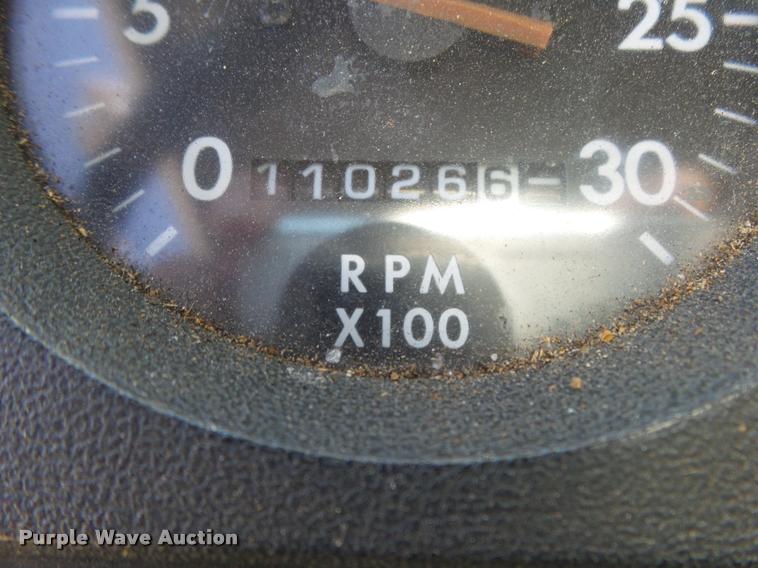 5 25
0 110266- 30
RPM
X100
Purple Wave Auction